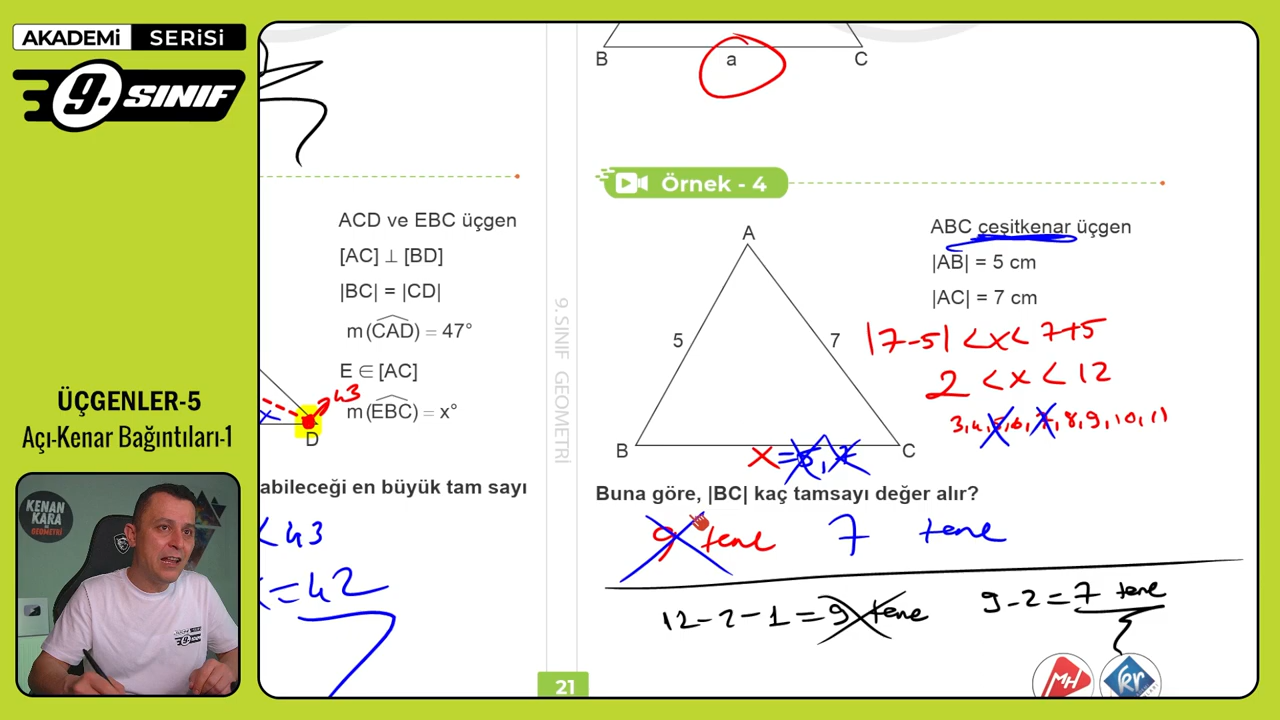 AKADEMİ SERİSİ
9. SINIF
ÜÇGENLER-5
Açı-Kenar Bağıntıları-1
KENAN
KARA
ile
GEOMETRİ
ACD ve EBC üçgen
[AC] ⊥ [BD]
|BC| = |CD|
m(CAD) = 47°
E ∈ [AC]
m(EBC) = x°
43
x
D
abileceği en büyük tam sayı
< 43
= 42
9. SINIF GEOMETRİ
21
B a C
Örnek - 4
A
5
7
B
C
x = 5, 7
ABC çeşitkenar üçgen
|AB| = 5 cm
|AC| = 7 cm
|7-5| < x < 7+5
2 < x < 12
3, 4, 5, 6, 7, 8, 9, 10, 11
Buna göre, |BC| kaç tamsayı değer alır?
9 tane 7 tane
12-2-1 = 9 tane 9-2 = 7 tane
MH
kr